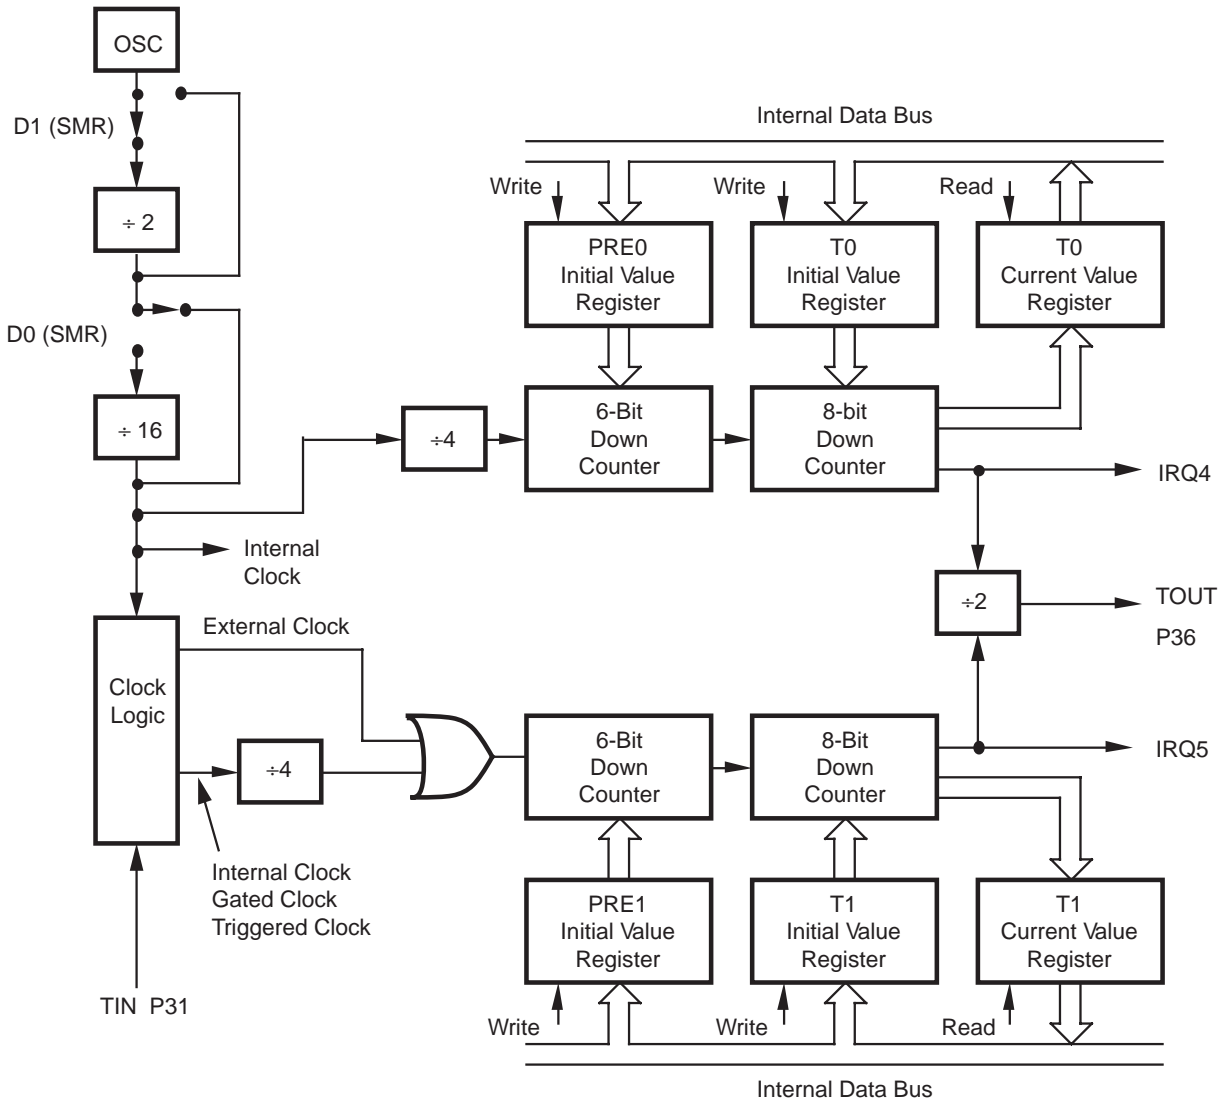 OSC
D1 (SMR)
÷ 2
D0 (SMR)
÷ 16
Internal Data Bus
Write
Write
Read
PRE0
Initial Value
Register
T0
Initial Value
Register
T0
Current Value
Register
÷4
6-Bit
Down
Counter
8-bit
Down
Counter
IRQ4
Internal
Clock
÷2
TOUT
P36
External Clock
Clock
Logic
÷4
6-Bit
Down
Counter
8-Bit
Down
Counter
IRQ5
Internal Clock
Gated Clock
Triggered Clock
PRE1
Initial Value
Register
T1
Initial Value
Register
T1
Current Value
Register
TIN P31
Write
Write
Read
Internal Data Bus